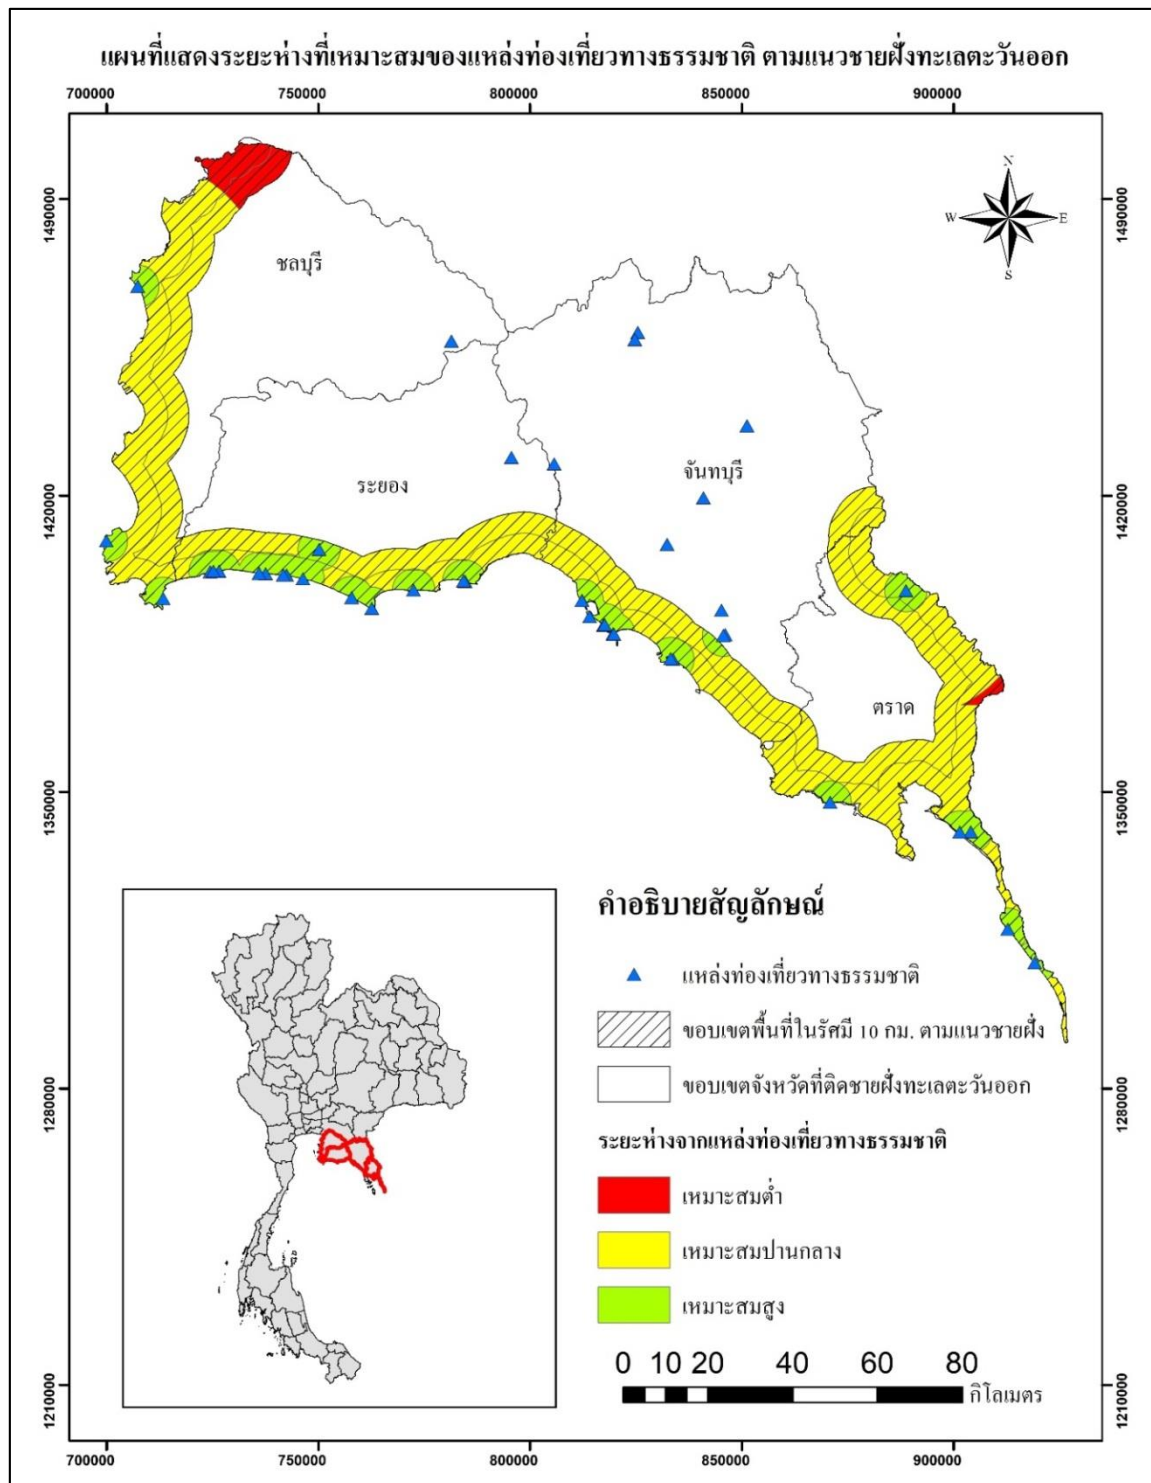 แผนที่แสดงระยะห่างที่เหมาะสมของแหล่งท่องเที่ยวทางธรรมชาติ ตามแนวชายฝั่งทะเลตะวันออก
700000 750000 800000 850000 900000
N
1490000 1490000
W E
S
ชลบุรี
จันทบุรี
ระยอง
1420000 1420000
ตราด
1350000 1350000
คำอธิบายสัญลักษณ์
แหล่งท่องเที่ยวทางธรรมชาติ
ขอบเขตพื้นที่ในรัศมี 10 กม. ตามแนวชายฝั่ง
ขอบเขตจังหวัดที่ติดชายฝั่งทะเลตะวันออก
1280000 1280000
ระยะห่างจากแหล่งท่องเที่ยวทางธรรมชาติ
เหมาะสมต่ำ
เหมาะสมปานกลาง
เหมาะสมสูง
0 10 20 40 60 80
กิโลเมตร
1210000 1210000
700000 750000 800000 850000 900000